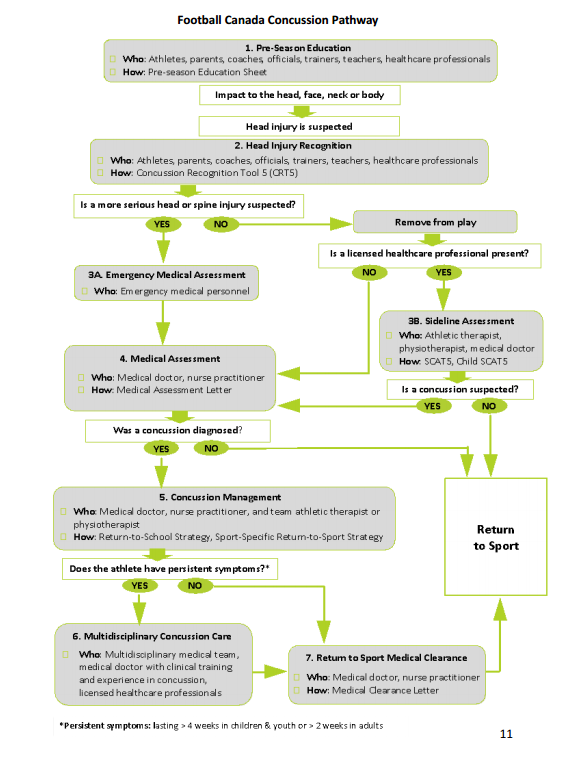 Football Canada Concussion Pathway
1. Pre-Season Education
Who: Athletes, parents, coaches, officials, trainers, teachers, healthcare professionals
How: Pre-season Education Sheet
Impact to the head, face, neck or body
Head injury is suspected
2. Head Injury Recognition
Who: Athletes, parents, coaches, officials, trainers, teachers, healthcare professionals
How: Concussion Recognition Tool 5 (CRT5)
Is a more serious head or spine injury suspected?
YES
NO
Remove from play
Is a licensed healthcare professional present?
NO
YES
3A. Emergency Medical Assessment
Who: Emergency medical personnel
3B. Sideline Assessment
Who: Athletic therapist,
physiotherapist, medical doctor
How: SCAT5, Child SCAT5
Is a concussion suspected?
YES
NO
4. Medical Assessment
Who: Medical doctor, nurse practitioner
How: Medical Assessment Letter
Was a concussion diagnosed?
YES
NO
5. Concussion Management
Who: Medical doctor, nurse practitioner, and team athletic therapist or
physiotherapist
How: Return-to-School Strategy, Sport-Specific Return-to-Sport Strategy
Return
to Sport
Does the athlete have persistent symptoms?*
YES
NO
6. Multidisciplinary Concussion Care
Who: Multidisciplinary medical team,
medical doctor with clinical training
and experience in concussion,
licensed healthcare professionals
7. Return to Sport Medical Clearance
Who: Medical doctor, nurse practitioner
How: Medical Clearance Letter
*Persistent symptoms: lasting > 4 weeks in children & youth or > 2 weeks in adults
11